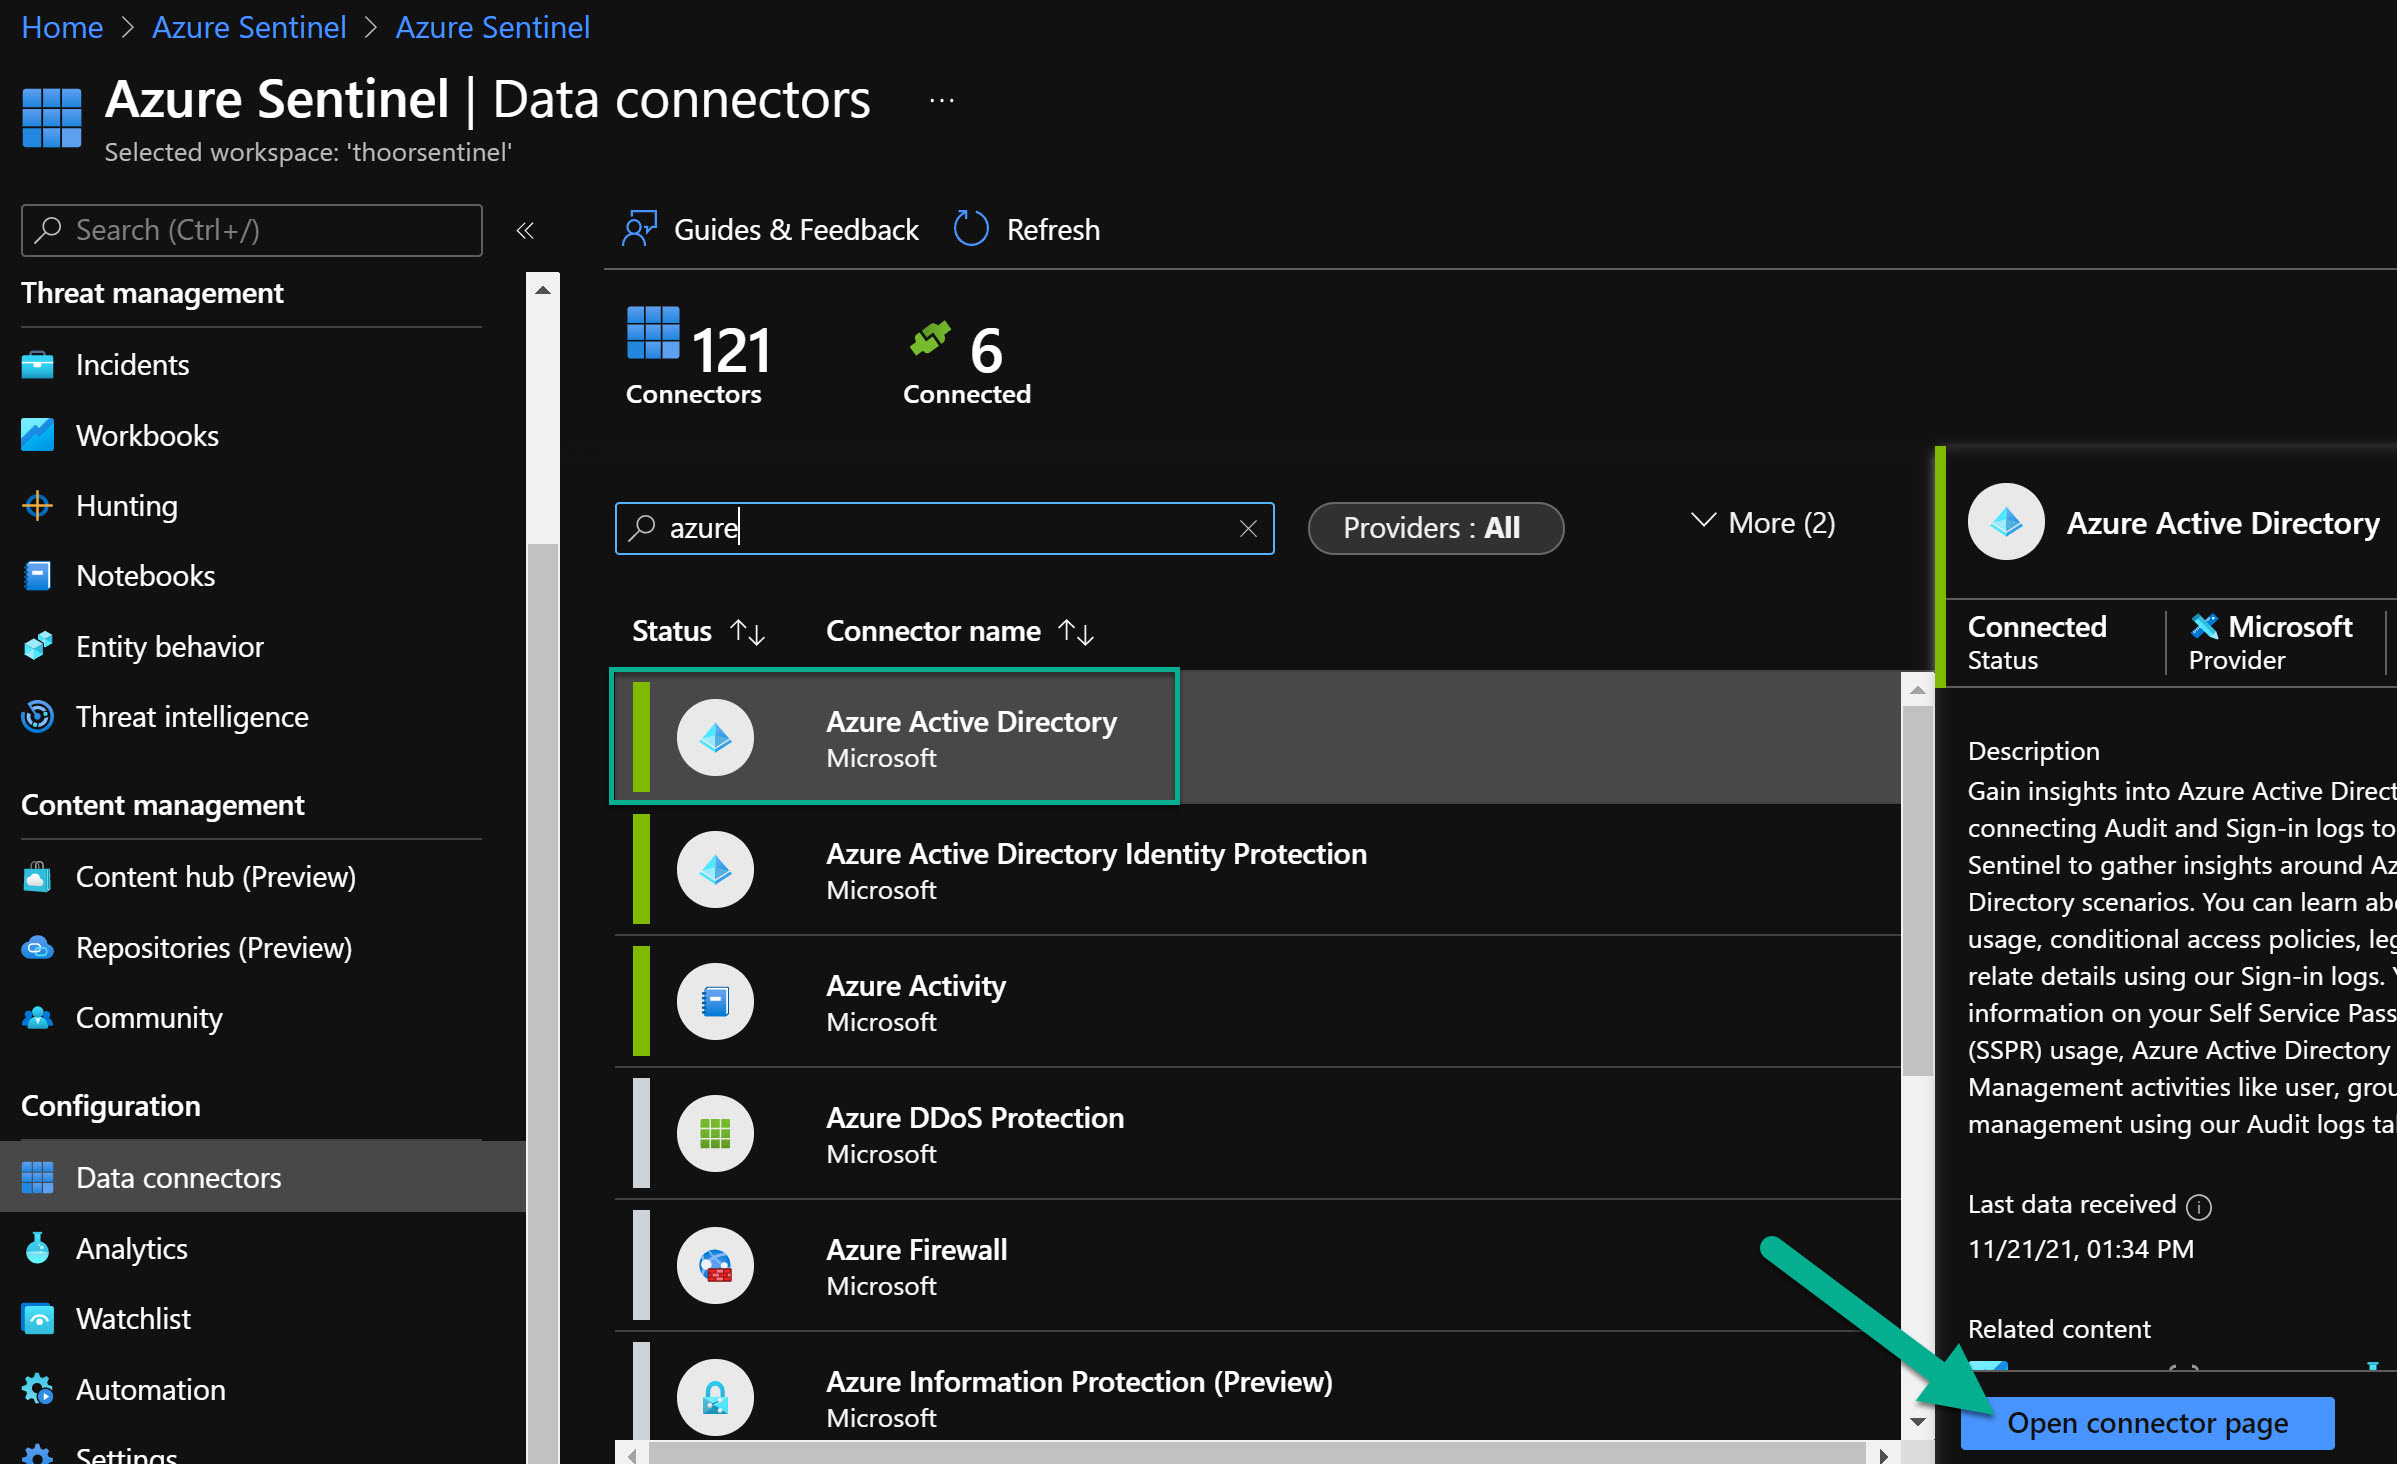 Home > Azure Sentinel > Azure Sentinel
Azure Sentinel | Data connectors ...
Selected workspace: 'thoorsentinel'
Search (Ctrl+/)
Threat management
Incidents
Workbooks
Hunting
Notebooks
Entity behavior
Threat intelligence
Content management
Content hub (Preview)
Repositories (Preview)
Community
Configuration
Data connectors
Analytics
Watchlist
Automation
Settings
Guides & Feedback
Refresh
121
Connectors
6
Connected
azure
Providers : All
More (2)
Status
Connector name
Azure Active Directory
Microsoft
Azure Active Directory Identity Protection
Microsoft
Azure Activity
Microsoft
Azure DDoS Protection
Microsoft
Azure Firewall
Microsoft
Azure Information Protection (Preview)
Microsoft
Azure Active Directory
Connected
Status
Microsoft
Provider
Description
Gain insights into Azure Active Direct
connecting Audit and Sign-in logs to
Sentinel to gather insights around Az
Directory scenarios. You can learn abo
usage, conditional access policies, leg
relate details using our Sign-in logs.
information on your Self Service Pass
(SSPR) usage, Azure Active Directory
Management activities like user, grou
management using our Audit logs ta
Last data received
11/21/21, 01:34 PM
Related content
Open connector page